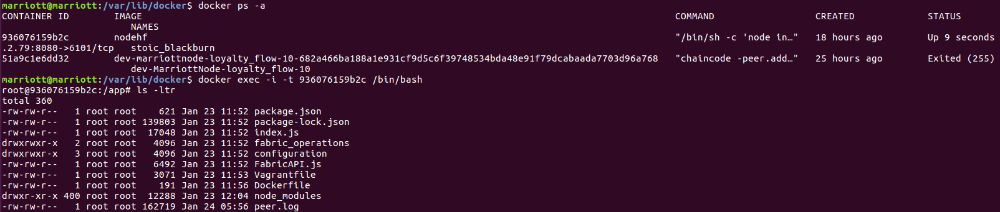 marriott@marriott:/var/lib/docker$ docker ps -a
CONTAINER ID        IMAGE                                                                                               COMMAND                  CREATED             STATUS
                       NAMES
936076159b2c        nodehf                                                                                              "/bin/sh -c 'node in…"   18 hours ago        Up 9 seconds
.2.79:8080->6101/tcp   stoic_blackburn
51a9c1e6dd32        dev-marriottnode-loyalty_flow-10-682a466ba188a1e931cf9d5c6f39748534bda48e91f79dcabaada7703d96a768   "chaincode -peer.add…"   25 hours ago        Exited (255)
                       dev-MarriottNode-loyalty_flow-10
marriott@marriott:/var/lib/docker$ docker exec -i -t 936076159b2c /bin/bash
root@936076159b2c:/app# ls -ltr
total 360
-rw-rw-r--   1 root root    621 Jan 23 11:52 package.json
-rw-rw-r--   1 root root 139803 Jan 23 11:52 package-lock.json
-rw-rw-r--   1 root root  17048 Jan 23 11:52 index.js
drwxrwxr-x   2 root root   4096 Jan 23 11:52 fabric_operations
drwxrwxr-x   3 root root   4096 Jan 23 11:52 configuration
-rw-rw-r--   1 root root   6492 Jan 23 11:52 FabricAPI.js
-rw-rw-r--   1 root root   3071 Jan 23 11:53 Vagrantfile
-rw-rw-r--   1 root root    191 Jan 23 11:56 Dockerfile
drwxr-xr-x 400 root root  12288 Jan 23 12:04 node_modules
-rw-rw-r--   1 root root 162719 Jan 24 05:56 peer.log